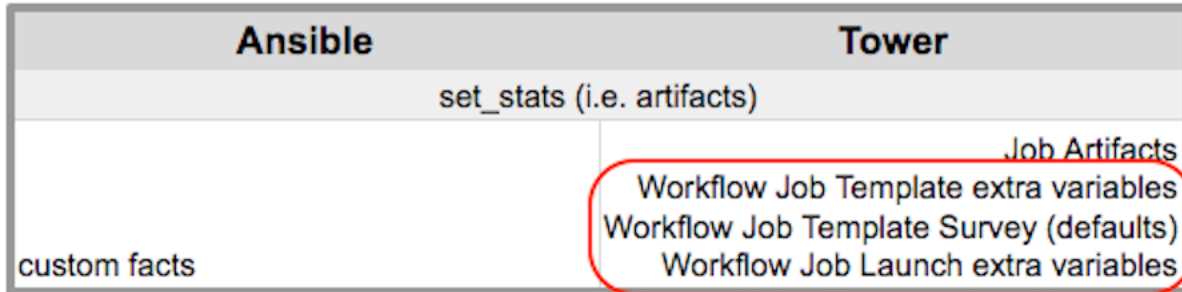 Ansible Tower
set_stats (i.e. artifacts)
Job Artifacts
Workflow Job Template extra variables
Workflow Job Template Survey (defaults)
custom facts Workflow Job Launch extra variables